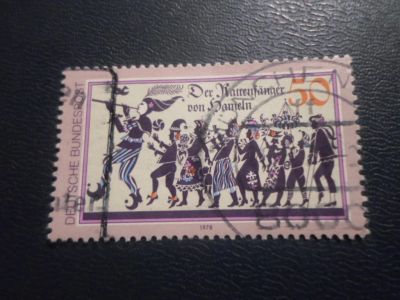 DEUTSCHE BUNDESPOST
Der Rattenfänger
von Hameln
50
1978